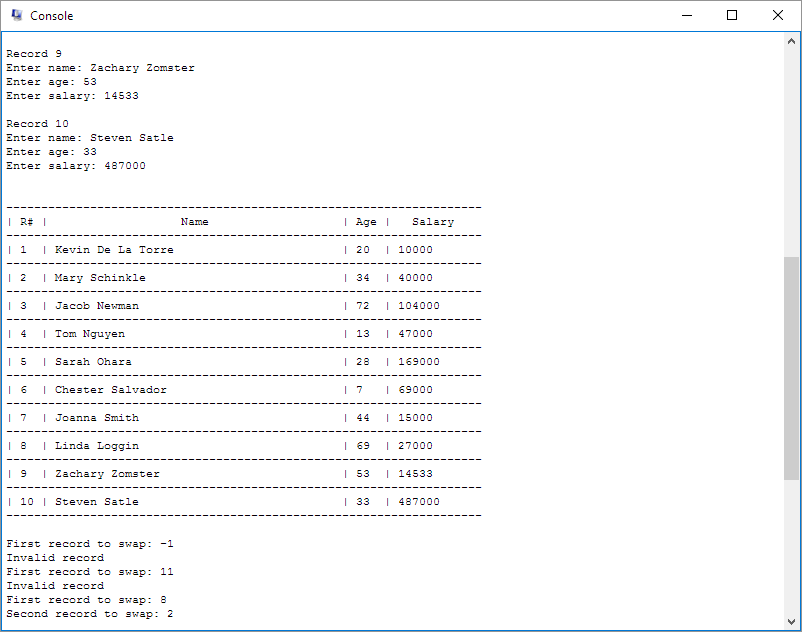 Console
Record 9
Enter name: Zachary Zomster
Enter age: 53
Enter salary: 14533
Record 10
Enter name: Steven Satle
Enter age: 33
Enter salary: 487000
--------------------------------------------------------------------
| R# |                   Name                   | Age |   Salary
--------------------------------------------------------------------
| 1  | Kevin De La Torre                        | 20  | 10000
--------------------------------------------------------------------
| 2  | Mary Schinkle                            | 34  | 40000
--------------------------------------------------------------------
| 3  | Jacob Newman                             | 72  | 104000
--------------------------------------------------------------------
| 4  | Tom Nguyen                               | 13  | 47000
--------------------------------------------------------------------
| 5  | Sarah Ohara                              | 28  | 169000
--------------------------------------------------------------------
| 6  | Chester Salvador                         | 7   | 69000
--------------------------------------------------------------------
| 7  | Joanna Smith                             | 44  | 15000
--------------------------------------------------------------------
| 8  | Linda Loggin                             | 69  | 27000
--------------------------------------------------------------------
| 9  | Zachary Zomster                          | 53  | 14533
--------------------------------------------------------------------
| 10 | Steven Satle                             | 33  | 487000
--------------------------------------------------------------------
First record to swap: -1
Invalid record
First record to swap: 11
Invalid record
First record to swap: 8
Second record to swap: 2